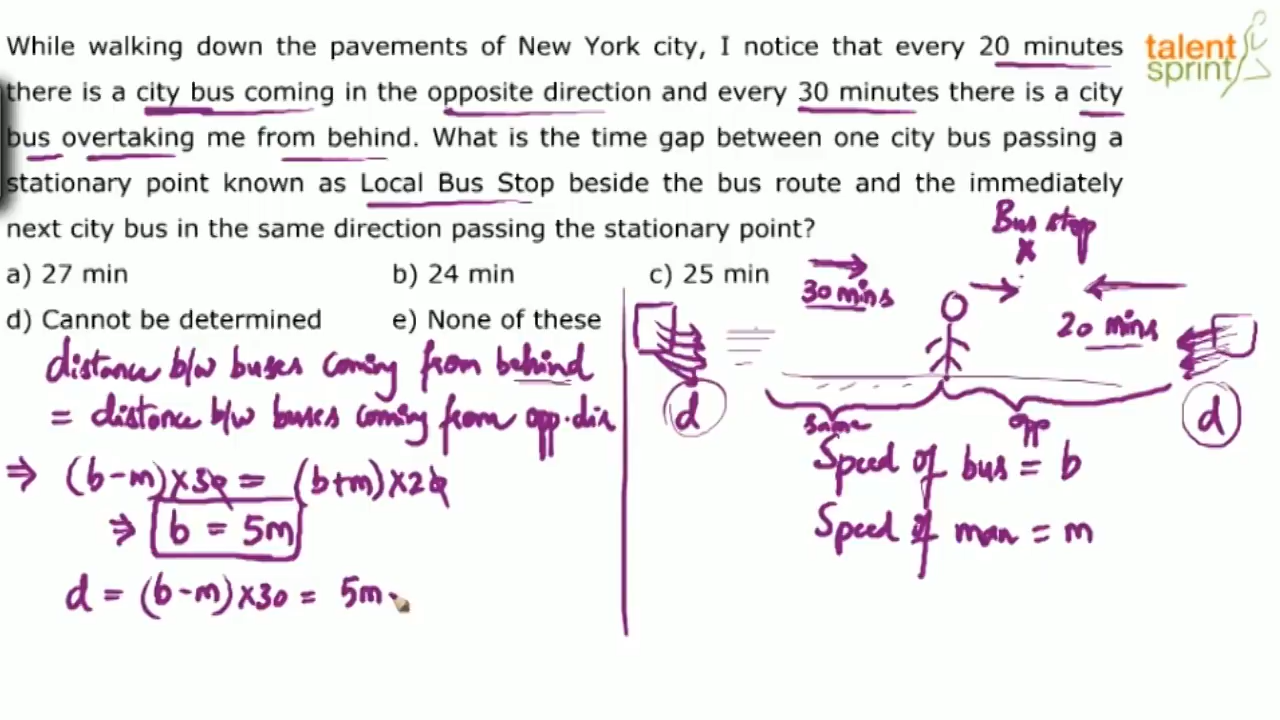 While walking down the pavements of New York city, I notice that every 20 minutes
there is a city bus coming in the opposite direction and every 30 minutes there is a city
bus overtaking me from behind. What is the time gap between one city bus passing a
stationary point known as Local Bus Stop beside the bus route and the immediately
next city bus in the same direction passing the stationary point?
talent
sprint
a) 27 min b) 24 min c) 25 min
d) Cannot be determined e) None of these
Bus stop
x
30 mins
20 mins
d
same
opp
d
Speed of bus = b
Speed of man = m
distance b/w buses coming from behind
= distance b/w buses coming from opp. dir
⇒ (b-m)×30 = (b+m)×20
⇒ b = 5m
d = (b-m)×30 = 5m